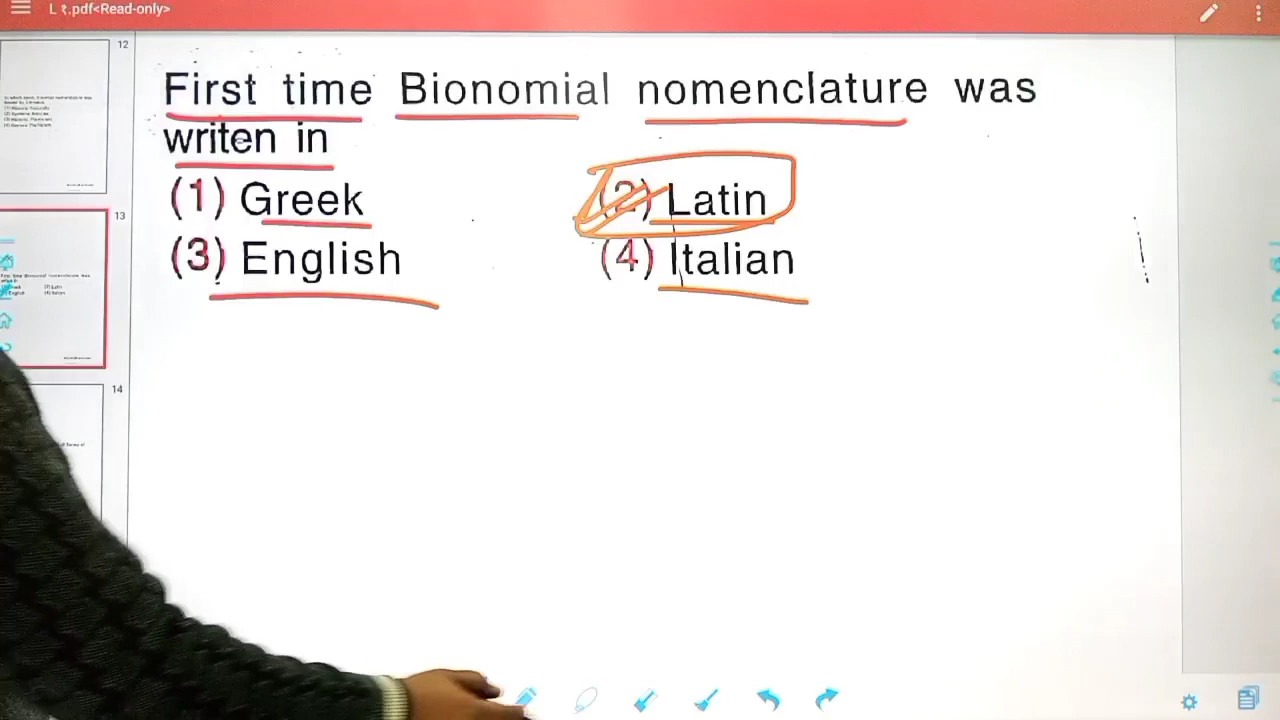 L १.pdf<Read-only>
12
13
14
First time Bionomial nomenclature was
writen in
(1) Greek (2) Latin
(3) English (4) Italian